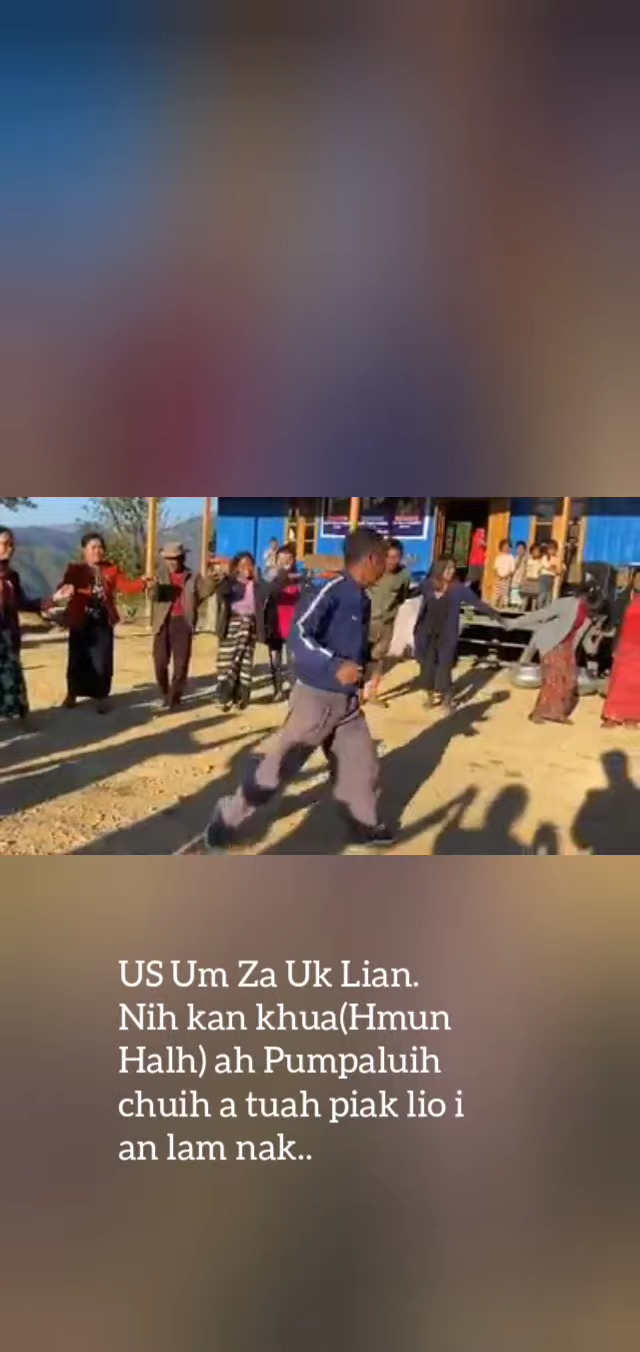 US Um Za Uk Lian.
Nih kan khua(Hmun
Halh) ah Pumpaluih
chuih a tuah piak lio i
an lam nak..